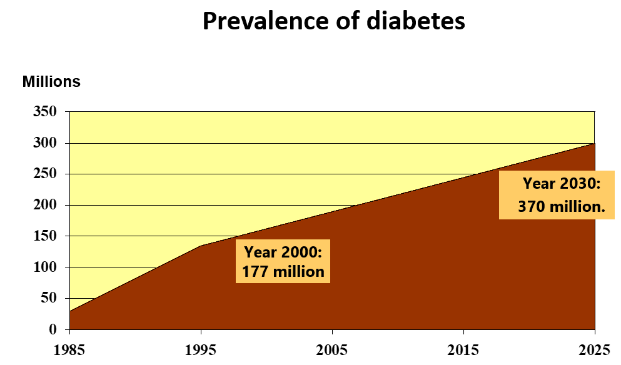 Prevalence of diabetes
Millions
350
300
250
200
150
100
50
0
Year 2030:
370 million.
Year 2000:
177 million
1985
1995
2005
2015
2025